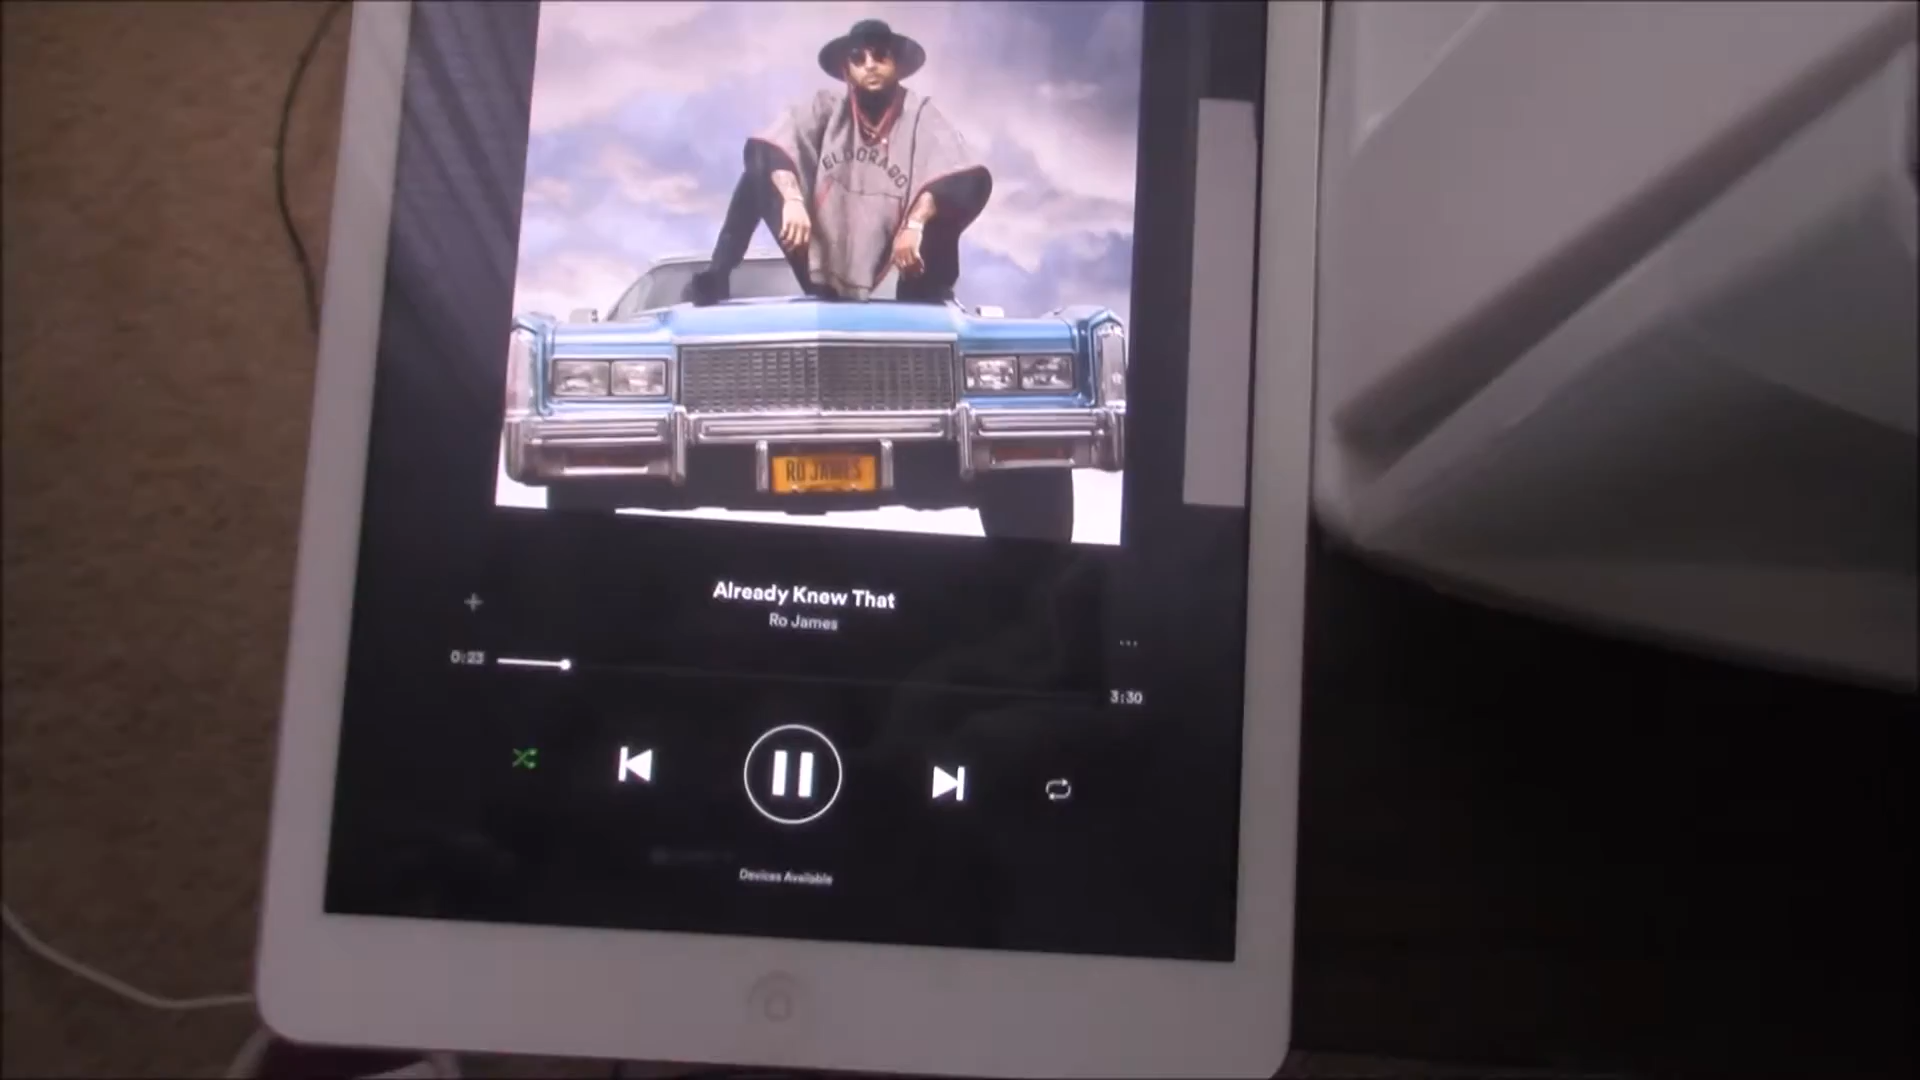 ELDORADO
RO JAMES
Already Knew That
Ro James
...
0:23
3:30
Devices Available